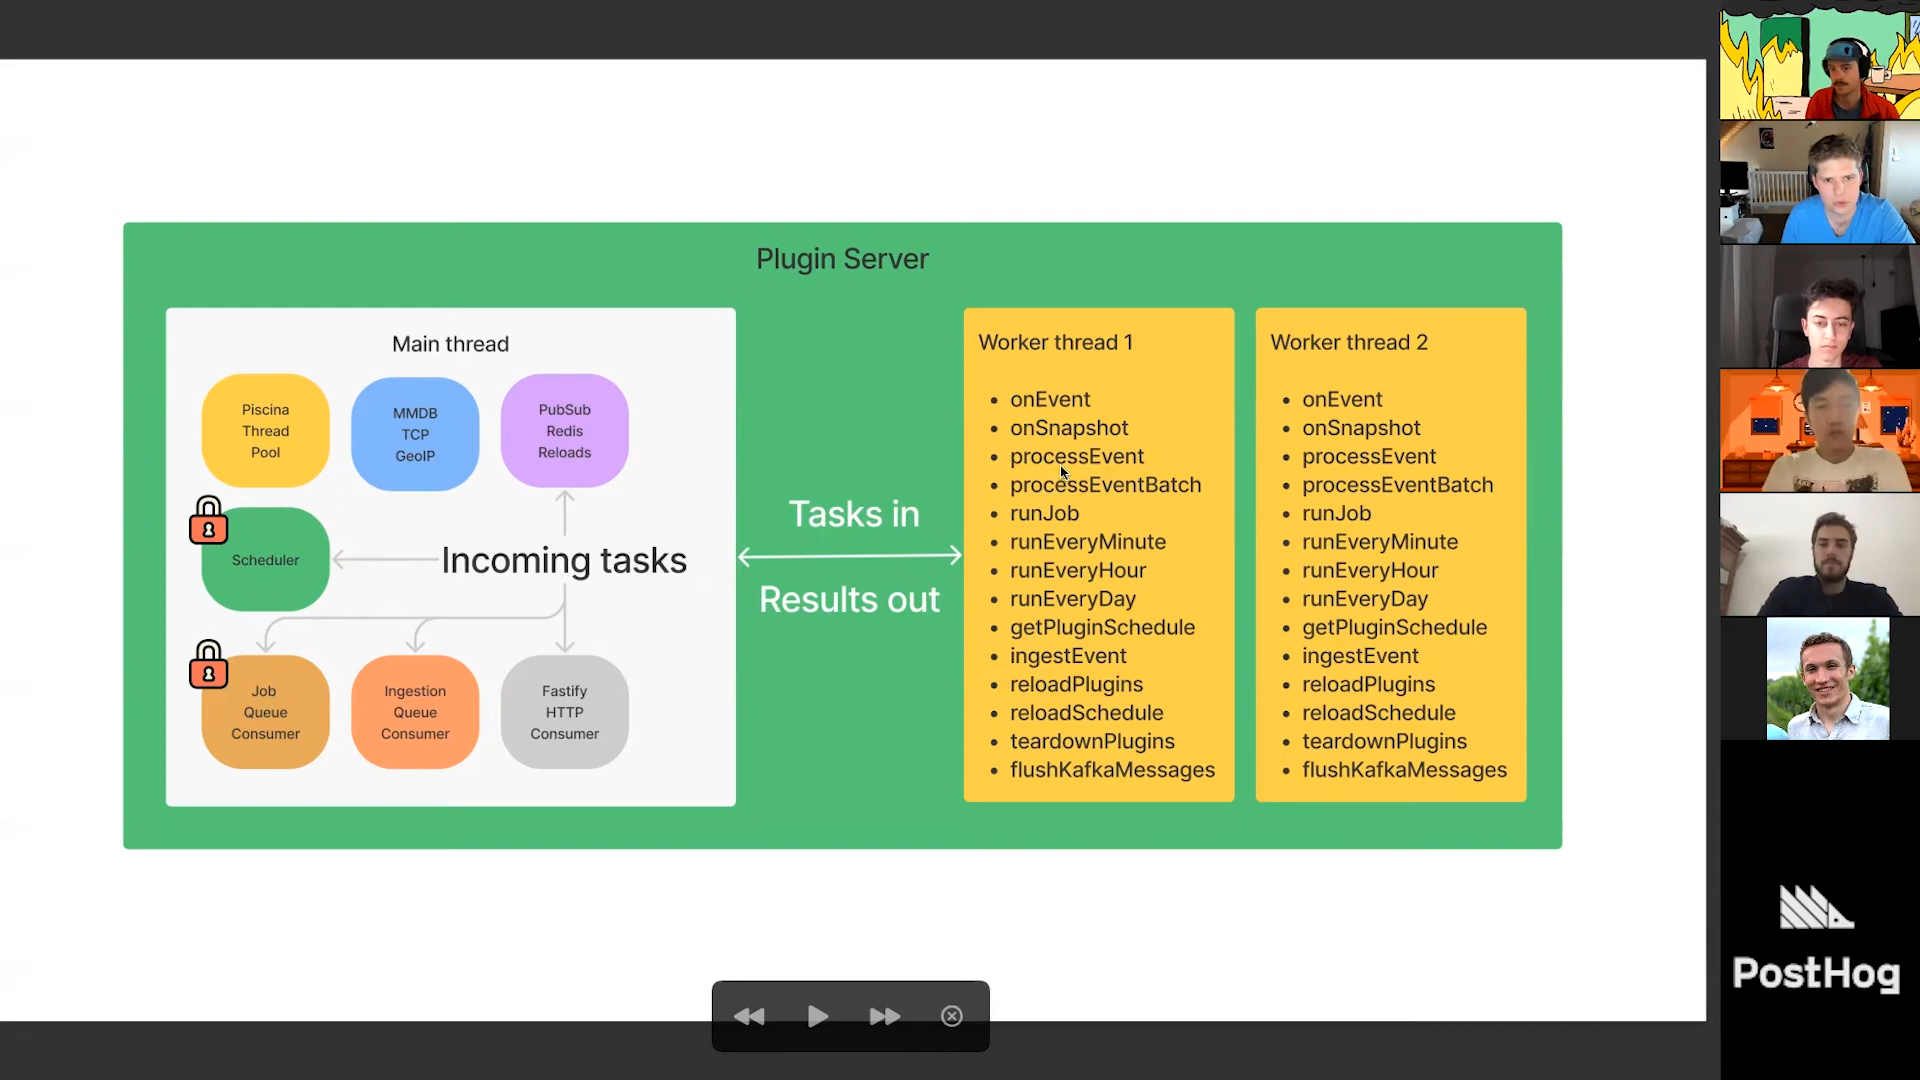 Plugin Server
Main thread
Piscina
Thread
Pool
MMDB
TCP
GeoIP
PubSub
Redis
Reloads
Scheduler
Incoming tasks
Job
Queue
Consumer
Ingestion
Queue
Consumer
Fastify
HTTP
Consumer
Tasks in
Results out
Worker thread 1
• onEvent
• onSnapshot
• processEvent
• processEventBatch
• runJob
• runEveryMinute
• runEveryHour
• runEveryDay
• getPluginSchedule
• ingestEvent
• reloadPlugins
• reloadSchedule
• teardownPlugins
• flushKafkaMessages
Worker thread 2
• onEvent
• onSnapshot
• processEvent
• processEventBatch
• runJob
• runEveryMinute
• runEveryHour
• runEveryDay
• getPluginSchedule
• ingestEvent
• reloadPlugins
• reloadSchedule
• teardownPlugins
• flushKafkaMessages
PostHog